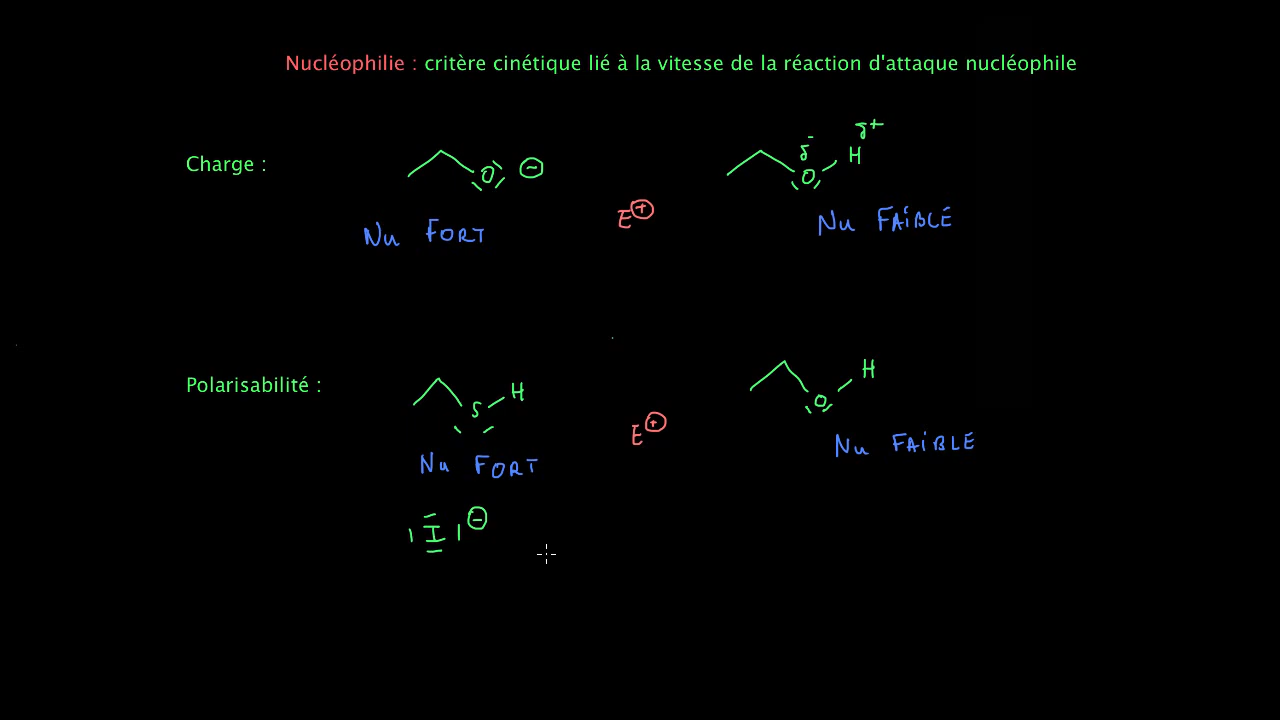 Nucléophilie : critère cinétique lié à la vitesse de la réaction d'attaque nucléophile
Charge :
O ⊖
δ- δ+
O H
E⊕
Nu FORT
Nu FAiBLE
Polarisabilité :
S H
O H
E⊕
Nu FORT
Nu FAiBLE
I ⊖